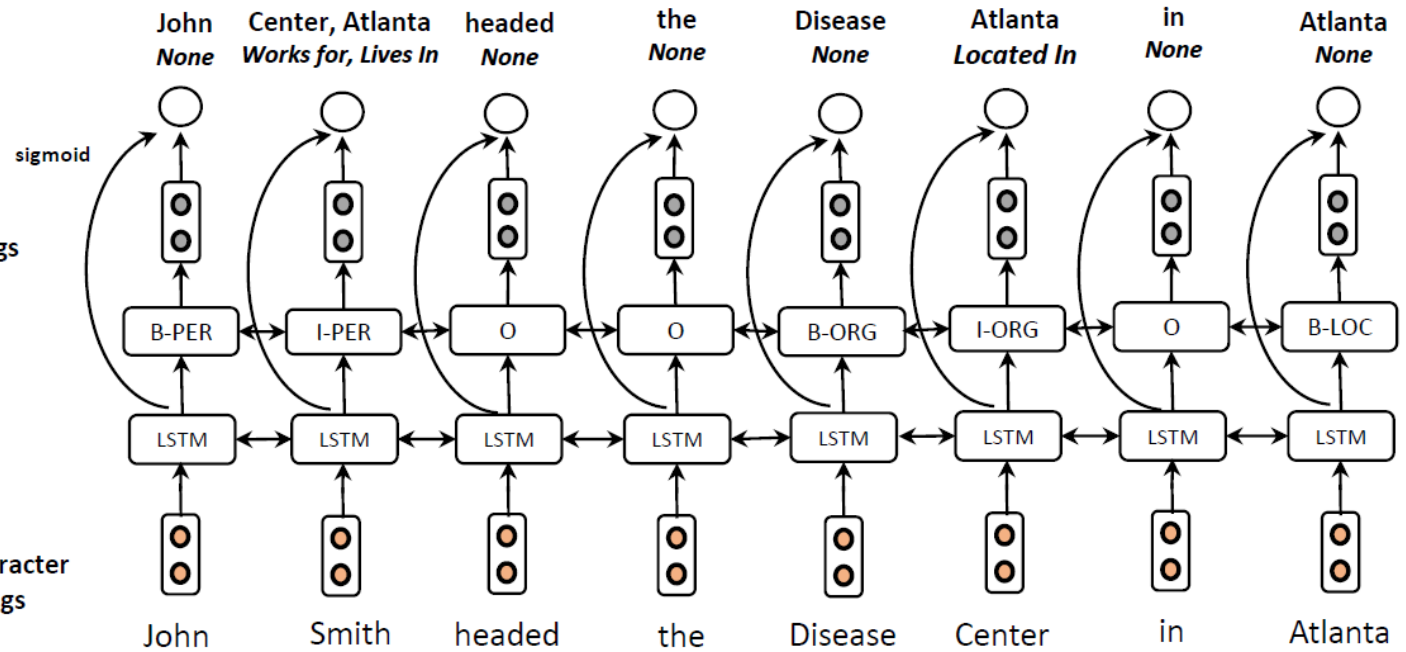 John Center, Atlanta headed the Disease Atlanta in Atlanta
None Works for, Lives In None None None Located In None None
sigmoid
gs
B-PER I-PER O O B-ORG I-ORG O B-LOC
LSTM LSTM LSTM LSTM LSTM LSTM LSTM LSTM
racter
gs
John Smith headed the Disease Center in Atlanta